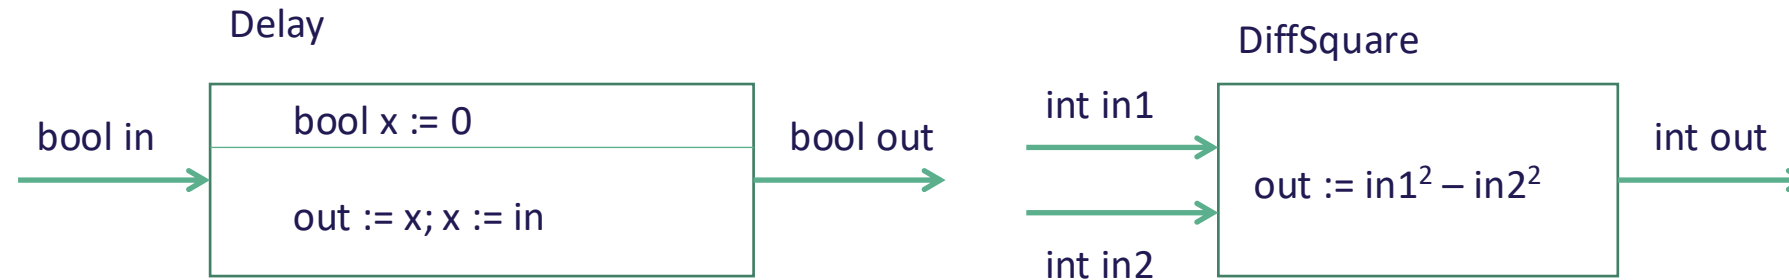 Delay
bool in
bool x := 0
out := x; x := in
bool out
DiffSquare
int in1
int in2
out := in1² – in2²
int out